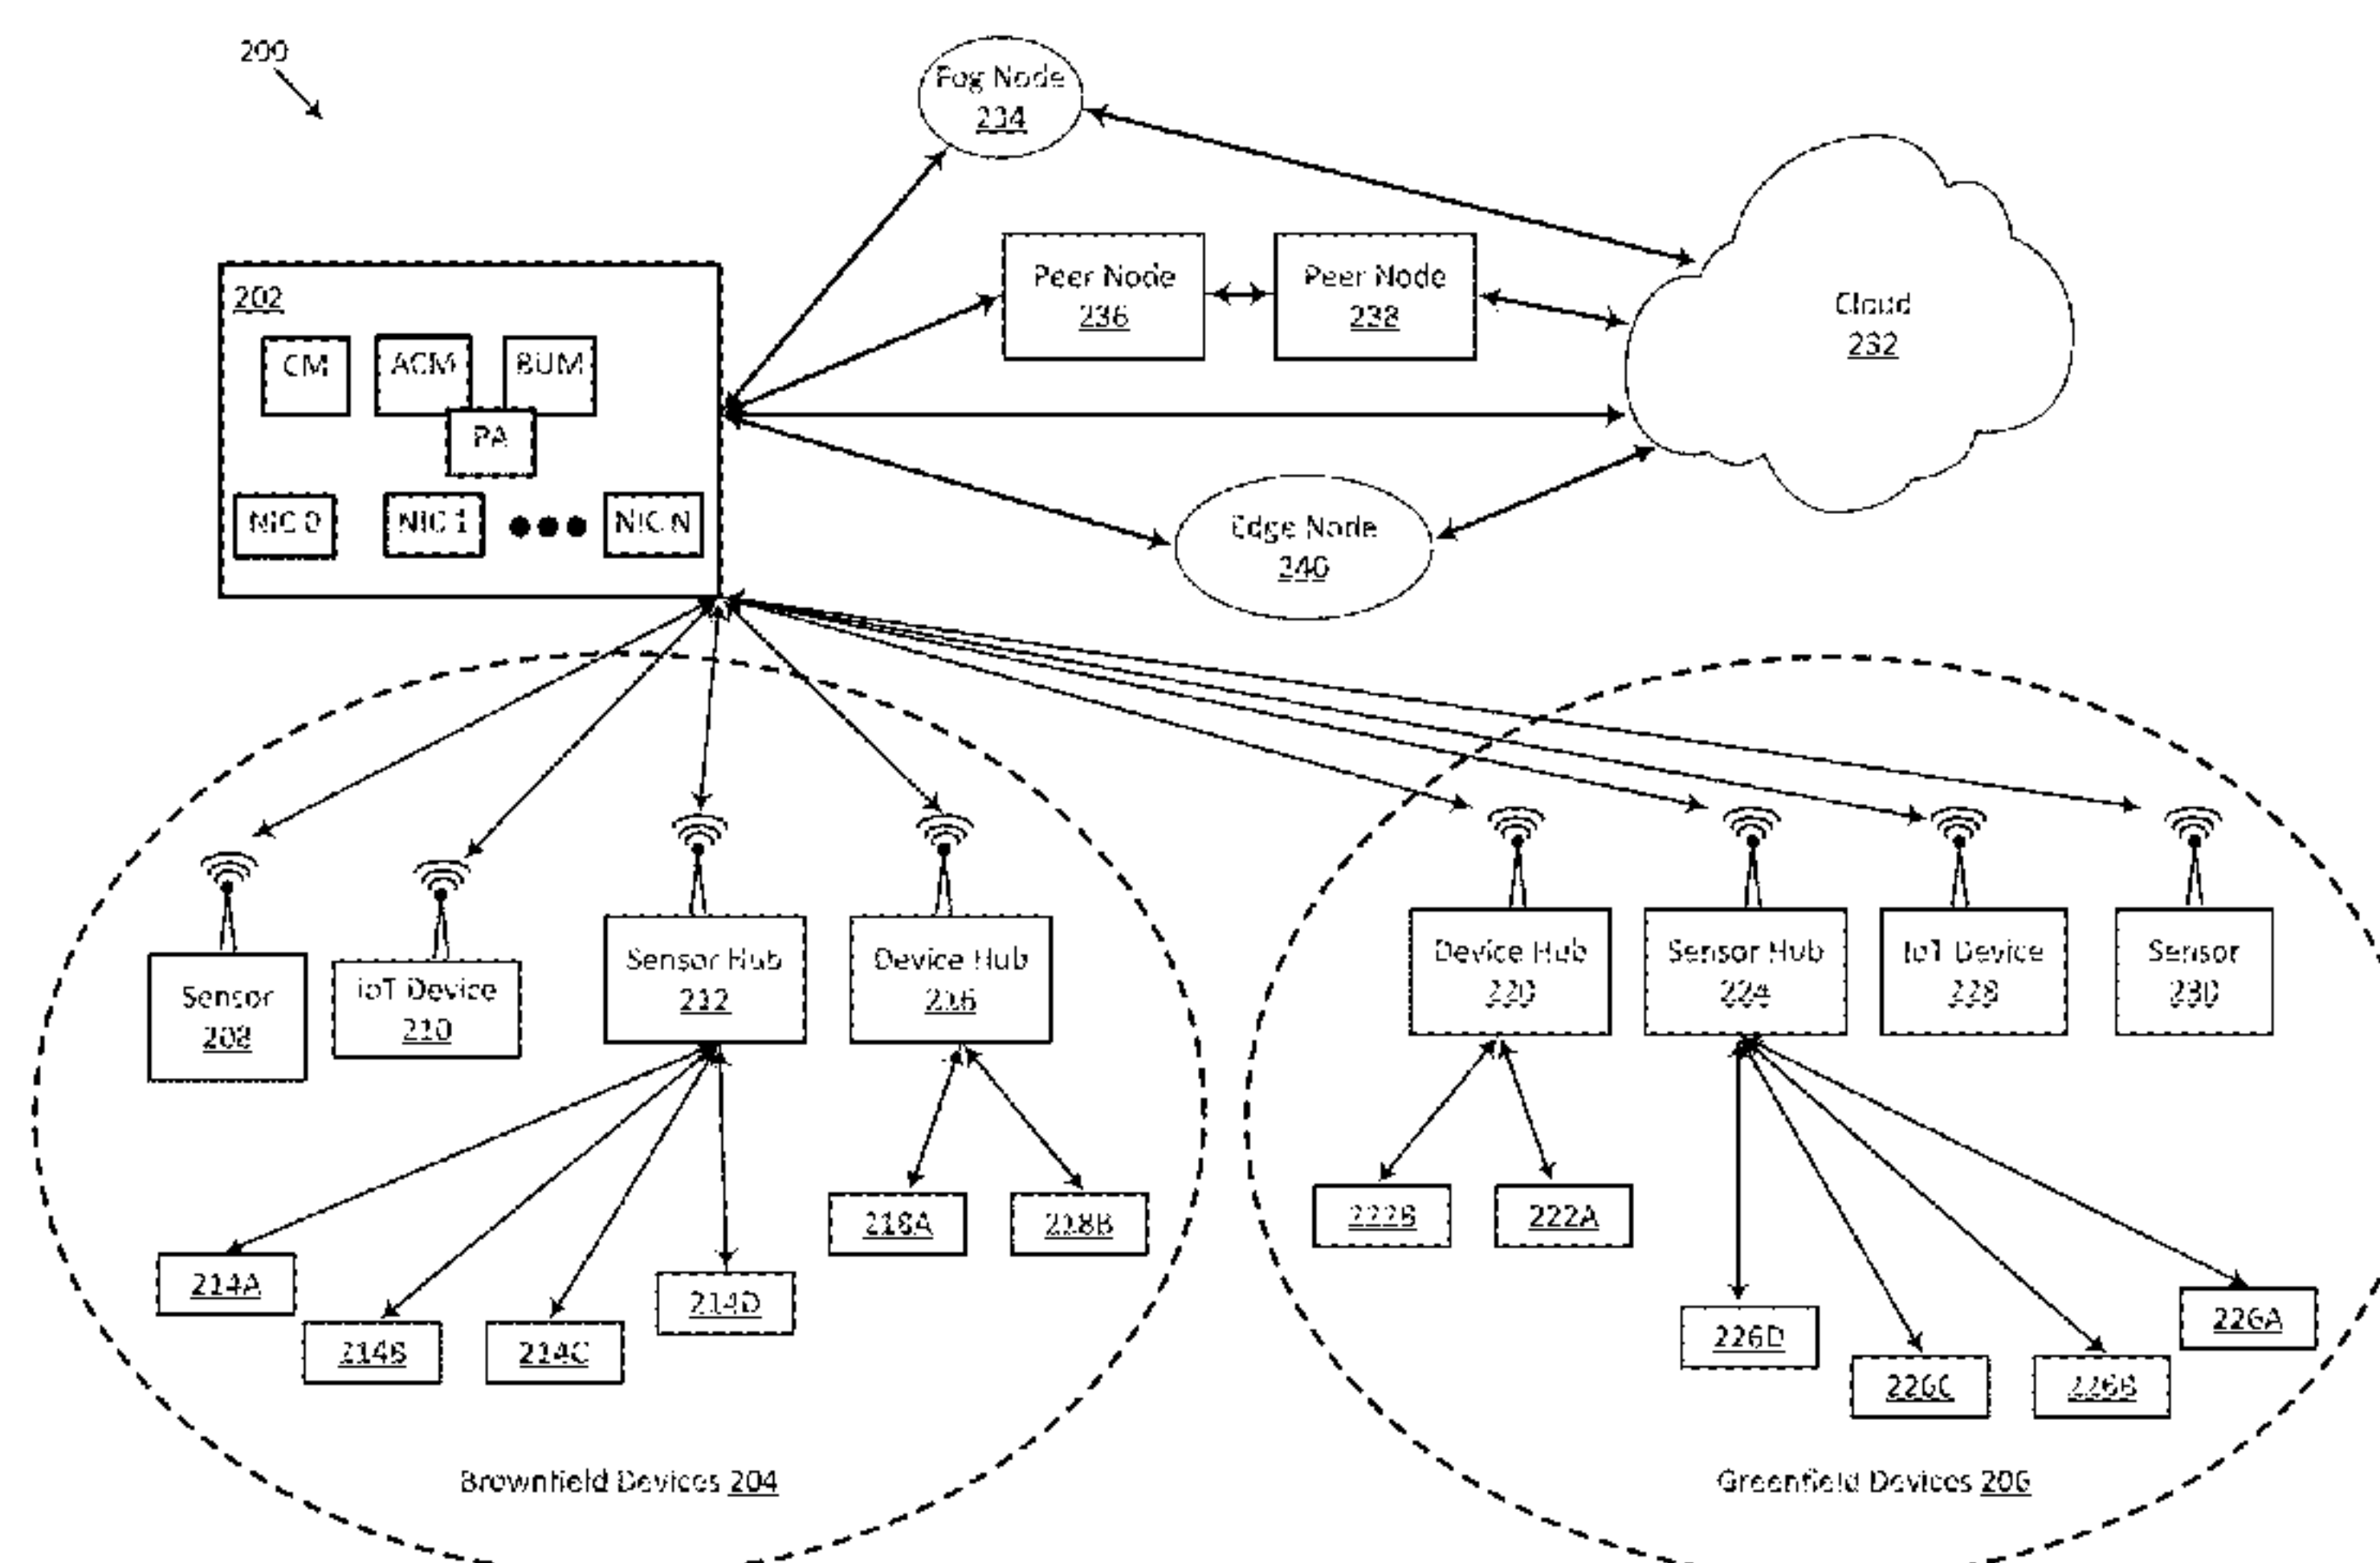 200
Fog Node
234
202
CM
ACM
BUM
PA
NIC 0
NIC 1
NIC N
Peer Node
236
Peer Node
238
Cloud
232
Edge Node
240
Sensor
208
IoT Device
210
Sensor Hub
212
Device Hub
216
Device Hub
220
Sensor Hub
224
IoT Device
228
Sensor
230
214A
214B
214C
214D
218A
218B
222B
222A
226D
226C
226B
226A
Brownfield Devices 204
Greenfield Devices 206